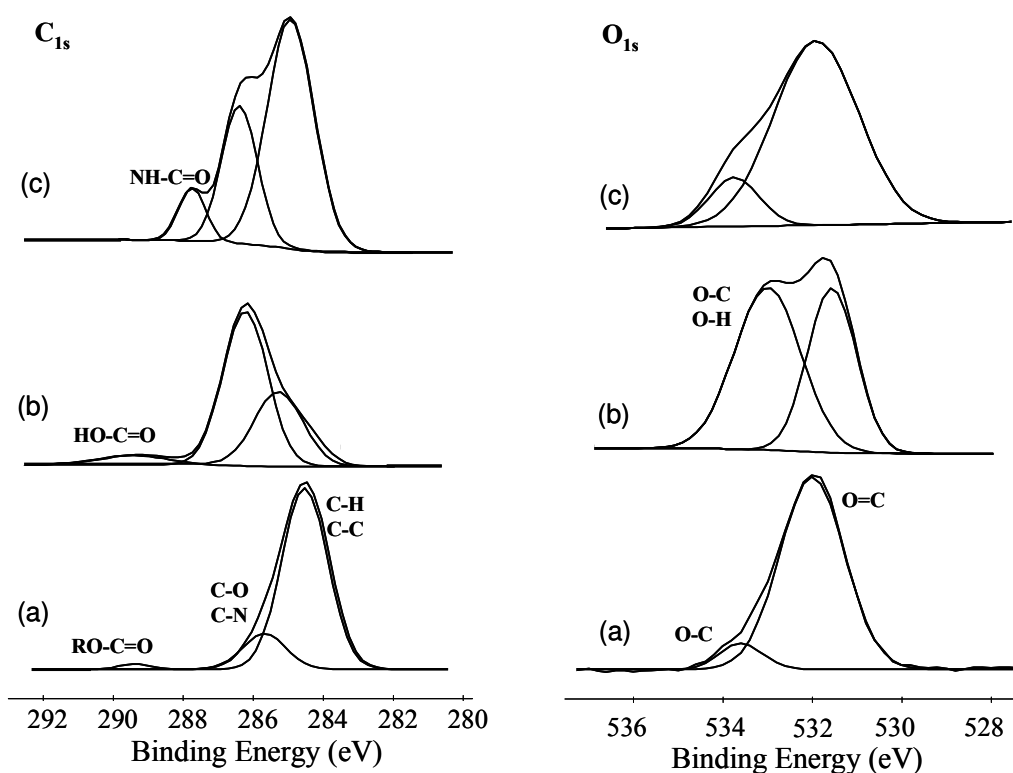 C1s
NH-C=O
(c)
(b)
HO-C=O
C-H
C-C
C-O
C-N
(a)
RO-C=O
292 290 288 286 284 282 280
Binding Energy (eV)
O1s
(c)
O-C
O-H
(b)
O=C
(a)
O-C
536 534 532 530 528
Binding Energy (eV)